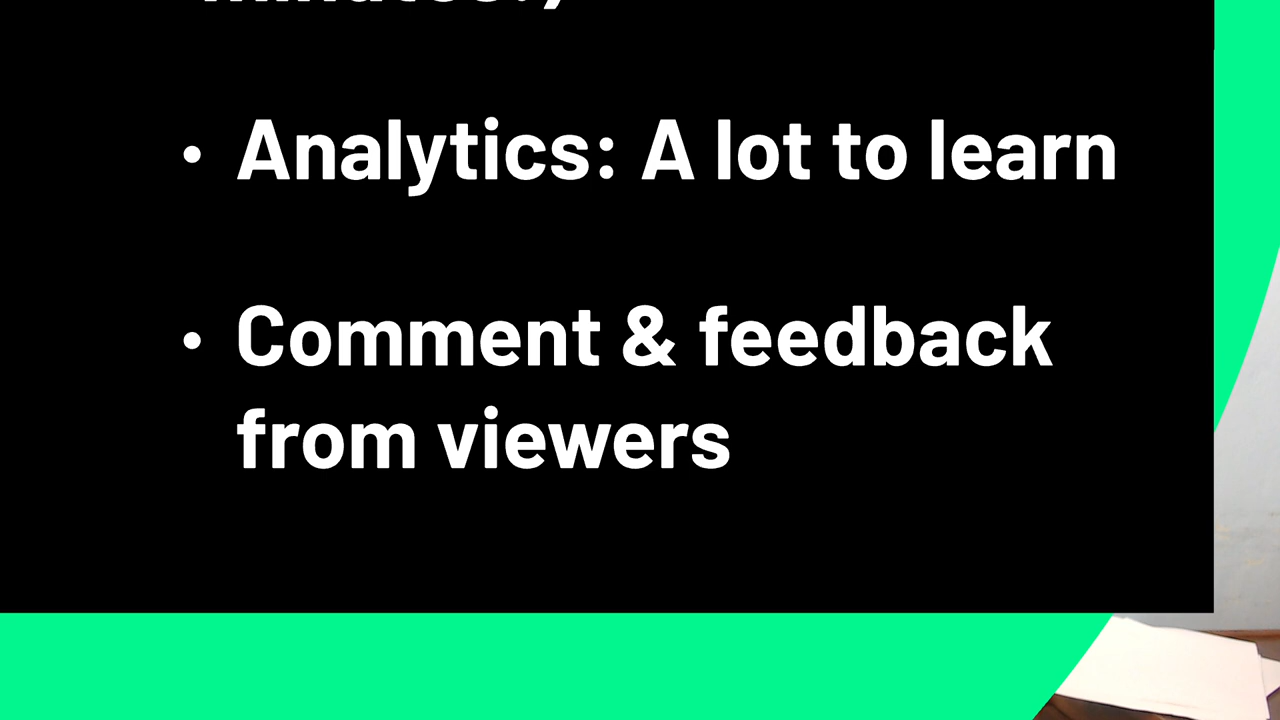 • Analytics: A lot to learn
• Comment & feedback
from viewers